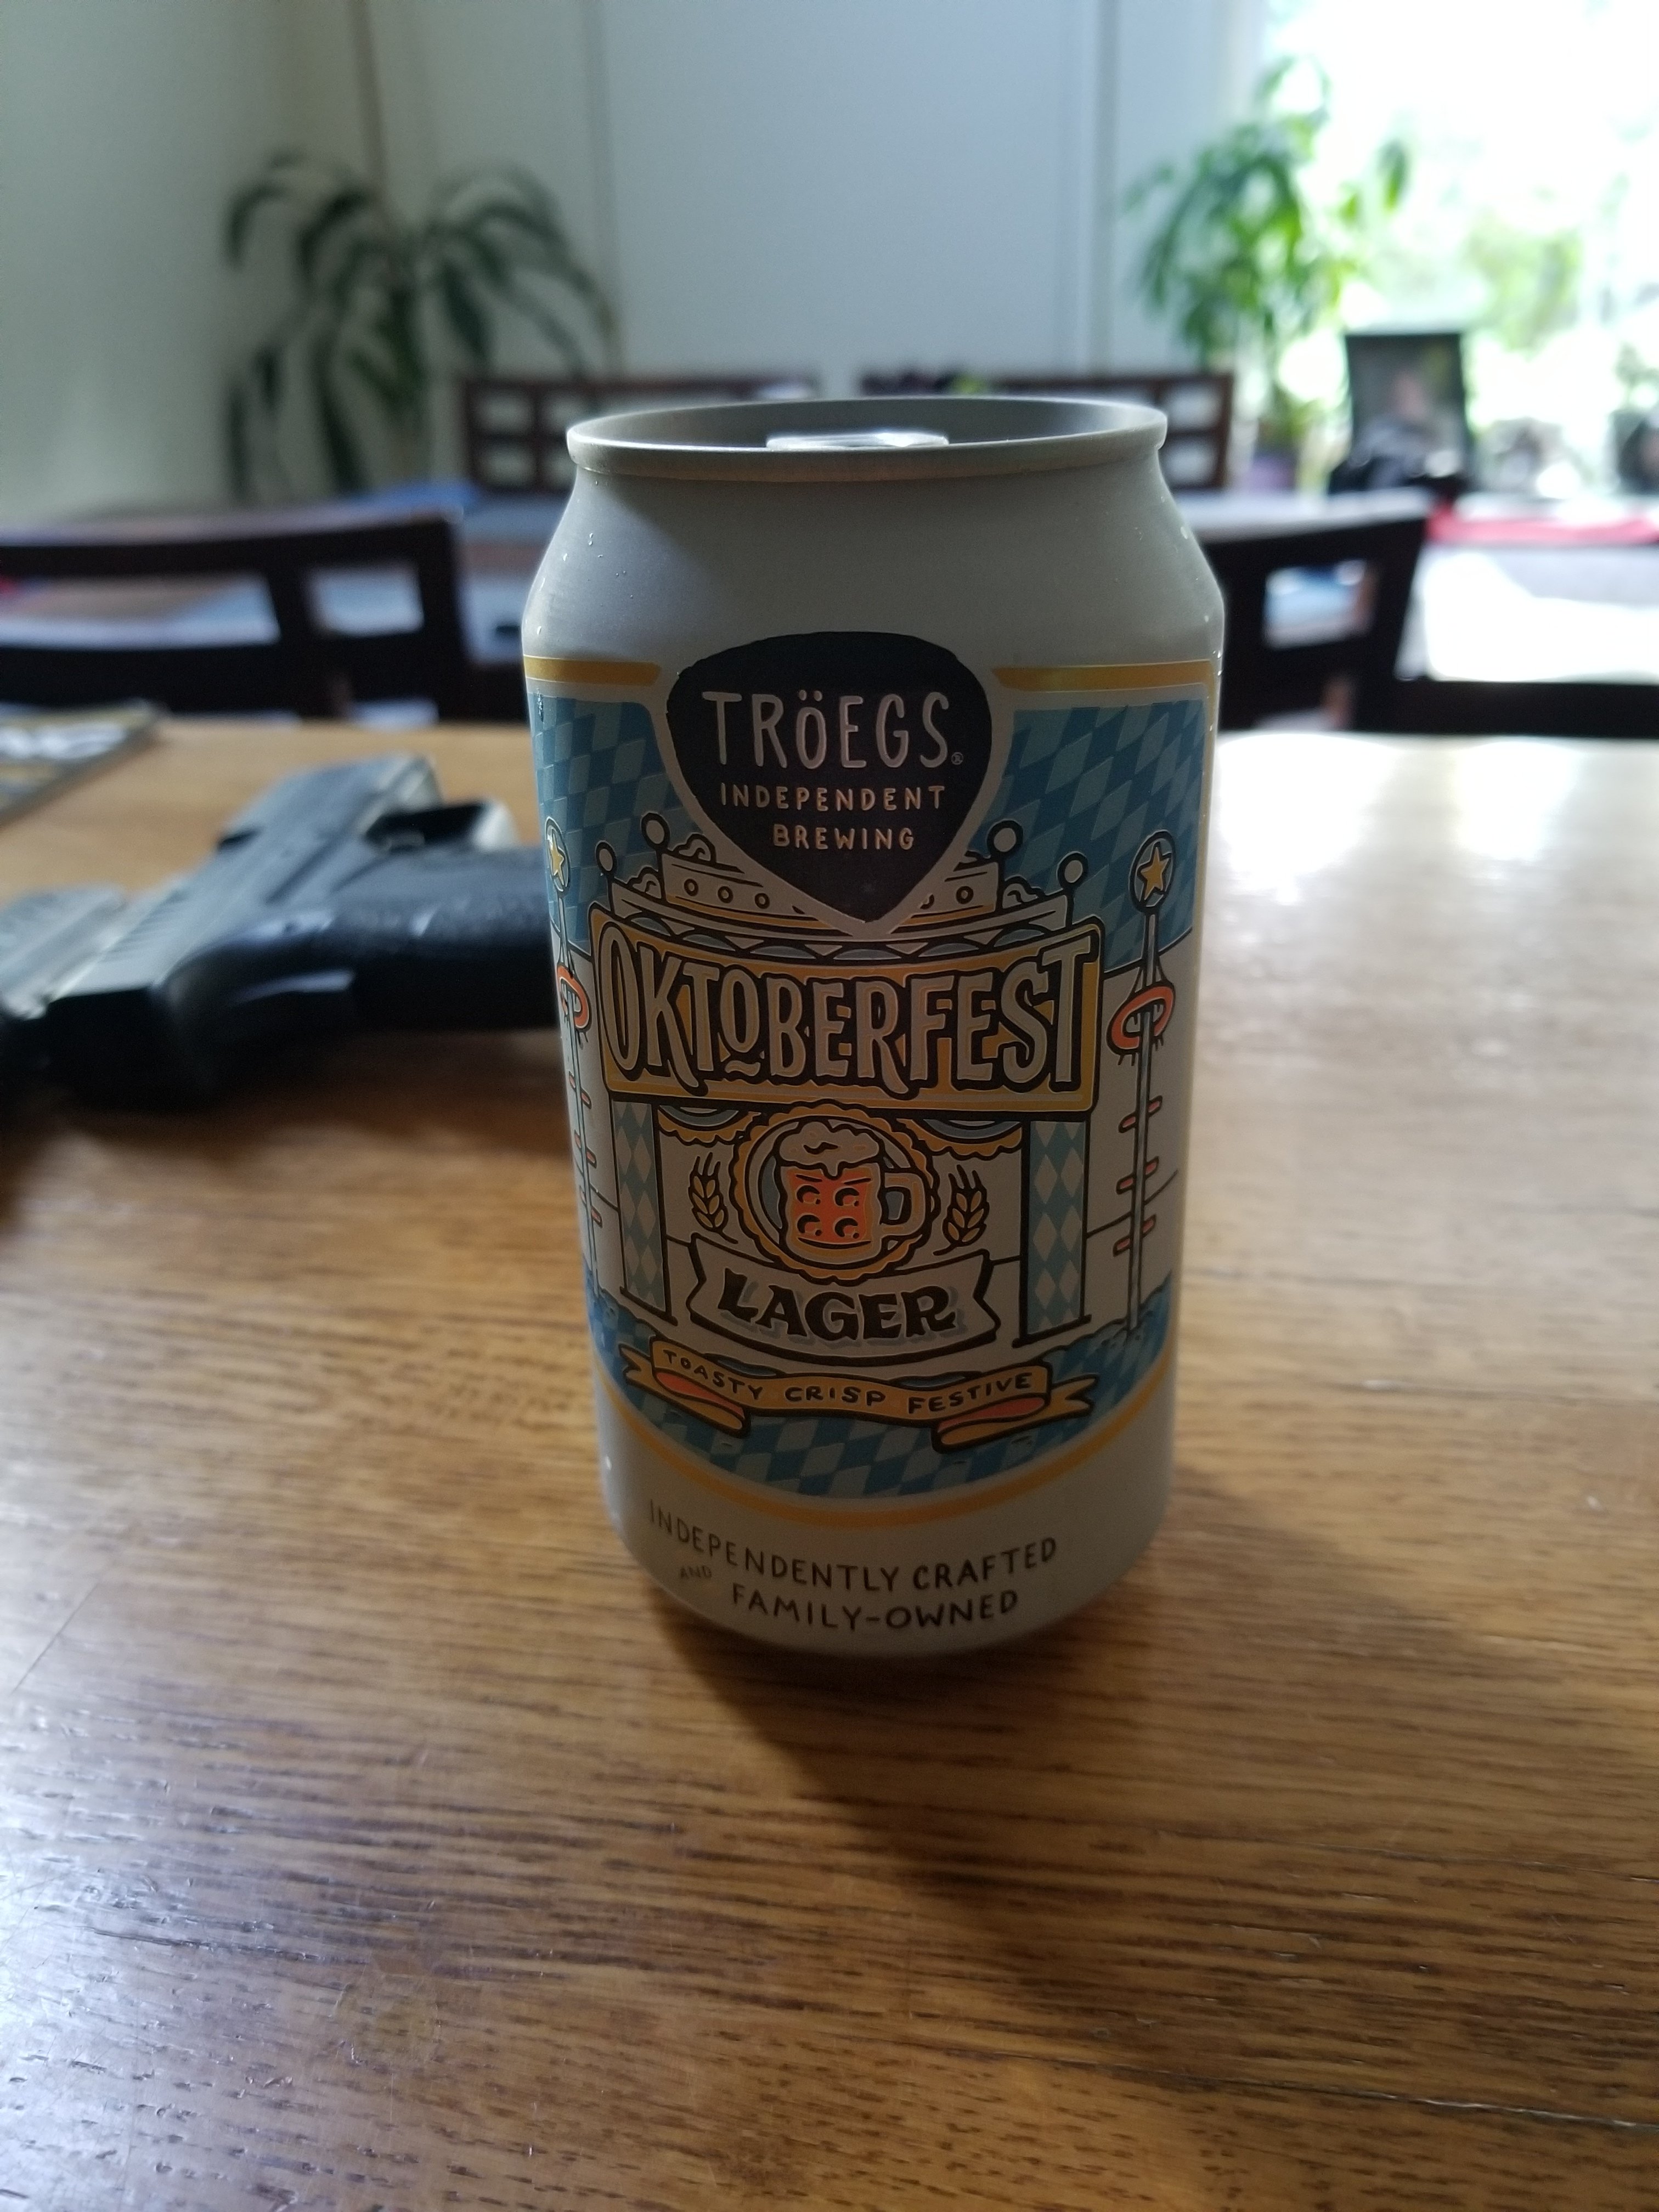 TRÖEGS®
INDEPENDENT
BREWING
OKTOBERFEST
LAGER
TOASTY CRISP FESTIVE
INDEPENDENTLY CRAFTED
AND FAMILY-OWNED